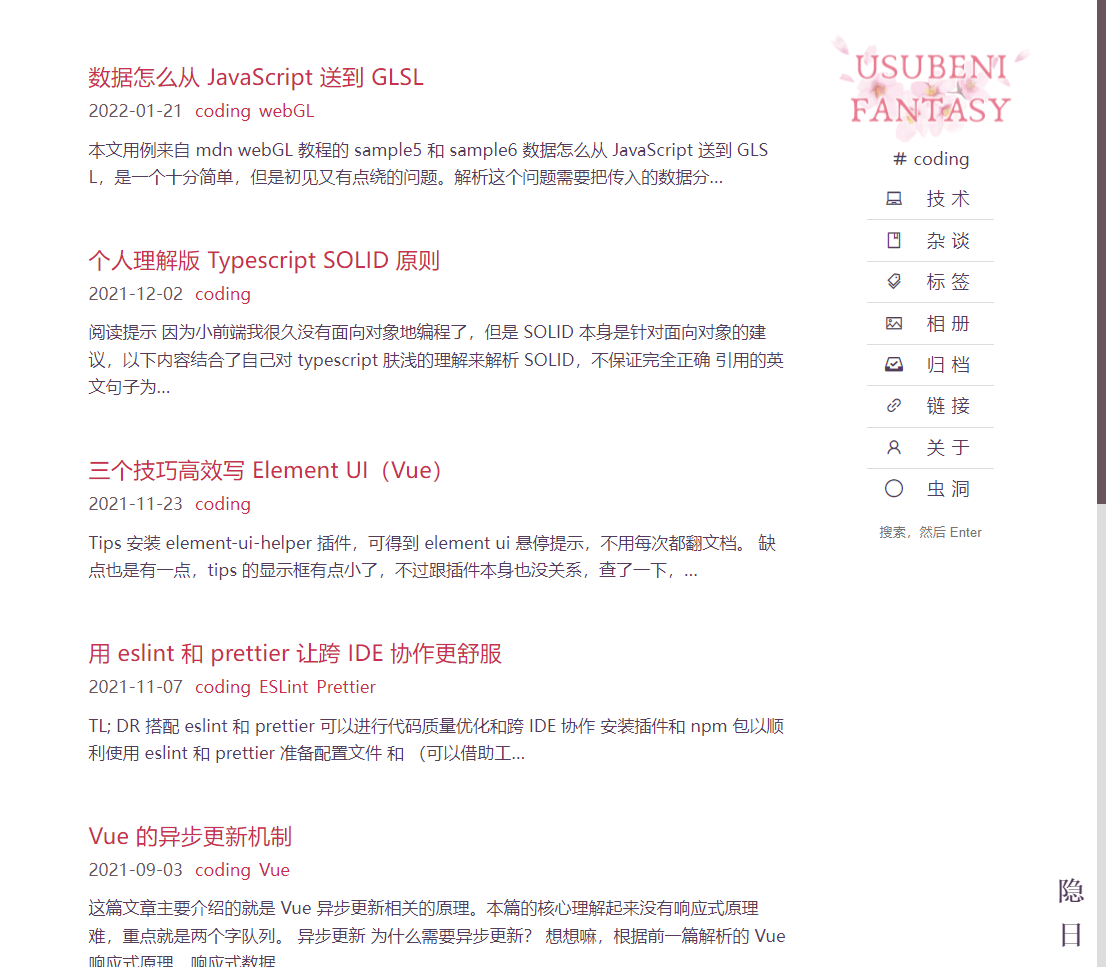 数据怎么从 JavaScript 送到 GLSL
2022-01-21 coding webGL
本文用例来自 mdn webGL 教程的 sample5 和 sample6 数据怎么从 JavaScript 送到 GLS
L，是一个十分简单，但是初见又有点绕的问题。解析这个问题需要把传入的数据分...
个人理解版 Typescript SOLID 原则
2021-12-02 coding
阅读提示 因为小前端我很久没有面向对象地编程了，但是 SOLID 本身是针对面向对象的建
议，以下内容结合了自己对 typescript 肤浅的理解来解析 SOLID，不保证完全正确 引用的英
文句子为...
三个技巧高效写 Element UI（Vue）
2021-11-23 coding
Tips 安装 element-ui-helper 插件，可得到 element ui 悬停提示，不用每次都翻文档。 缺
点也是有一点，tips 的显示框有点小了，不过跟插件本身也没关系，查了一下，...
用 eslint 和 prettier 让跨 IDE 协作更舒服
2021-11-07 coding ESLint Prettier
TL; DR 搭配 eslint 和 prettier 可以进行代码质量优化和跨 IDE 协作 安装插件和 npm 包以顺
利使用 eslint 和 prettier 准备配置文件 和 （可以借助工...
Vue 的异步更新机制
2021-09-03 coding Vue
这篇文章主要介绍的就是 Vue 异步更新相关的原理。本篇的核心理解起来没有响应式原理
难，重点就是两个字队列。 异步更新 为什么需要异步更新？ 想想嘛，根据前一篇解析的 Vue
响应式原理，响应式数据
USUBENI
FANTASY
# coding
技 术
杂 谈
标 签
相 册
归 档
链 接
关 于
虫 洞
搜索，然后 Enter
隐
日